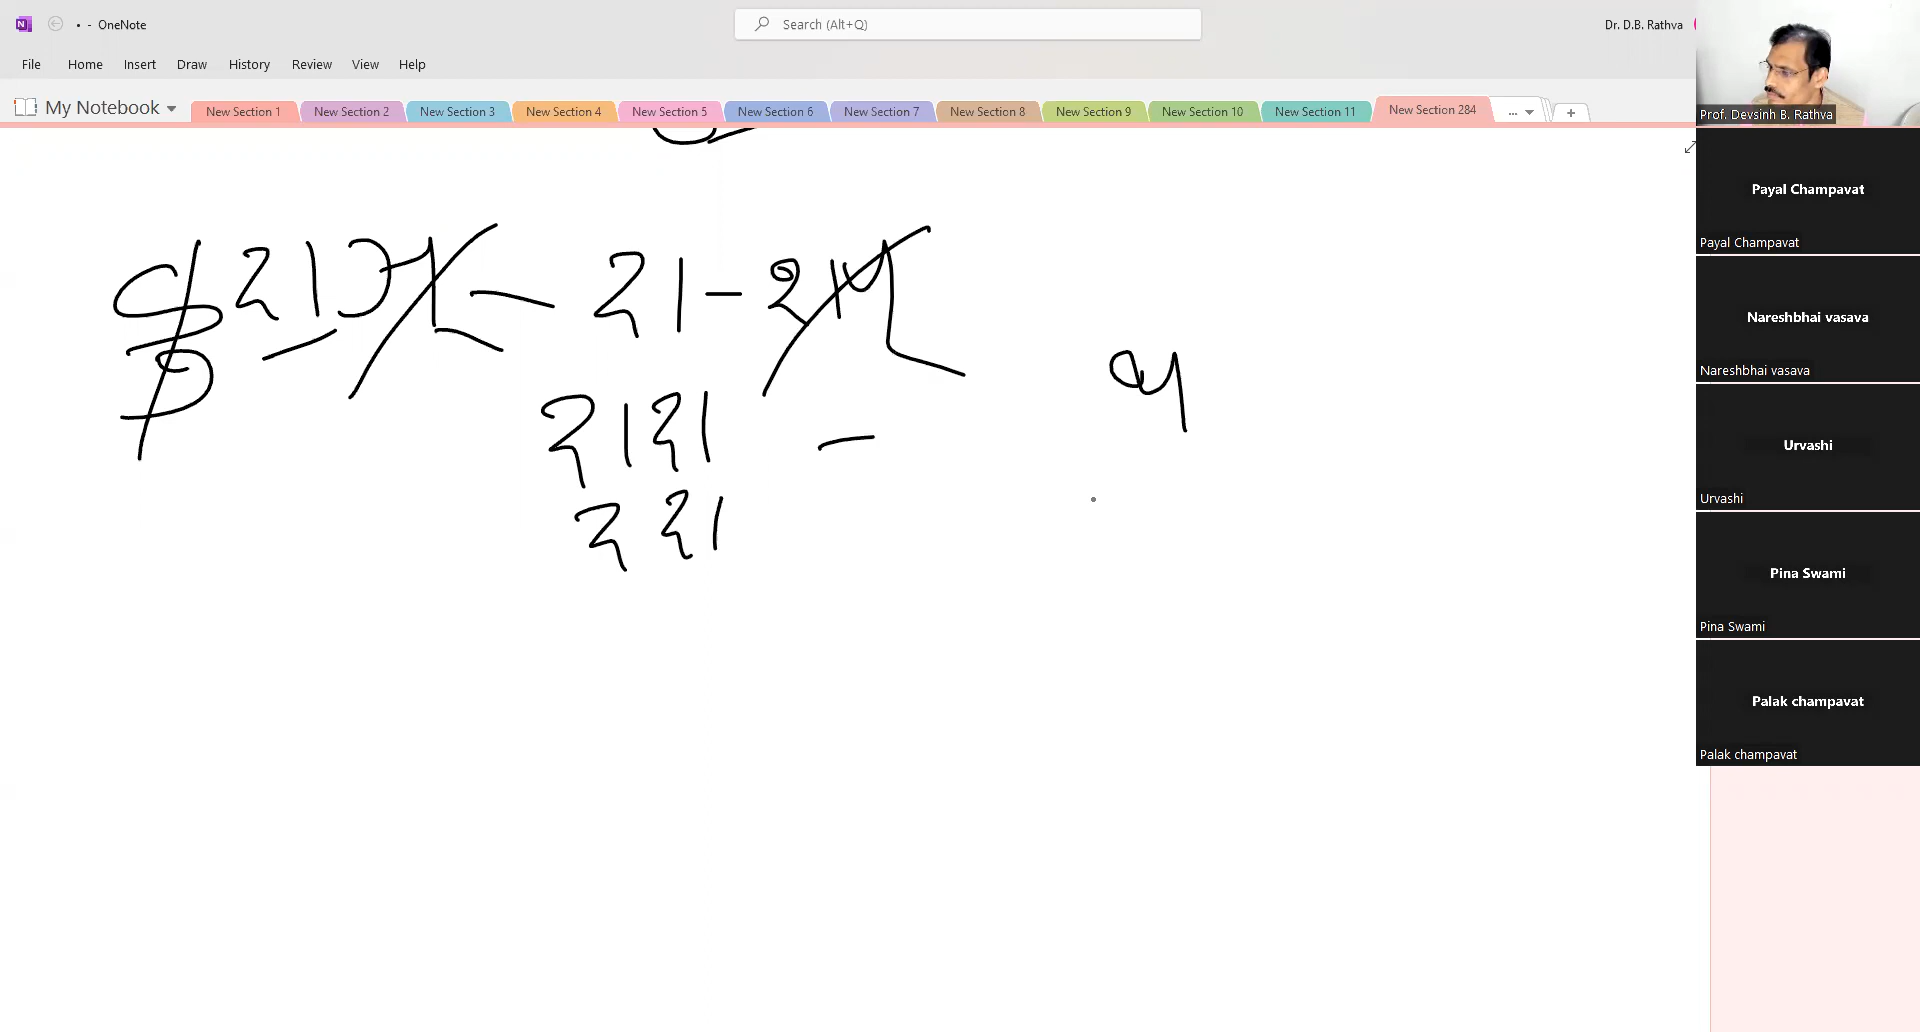 • - OneNote
Search (Alt+Q)
Dr. D.B. Rathva
File Home Insert Draw History Review View Help
My Notebook
New Section 1 New Section 2 New Section 3 New Section 4 New Section 5 New Section 6 New Section 7 New Section 8 New Section 9 New Section 10 New Section 11 New Section 284 ...
Prof. Devsinh B. Rathva
Payal Champavat
Payal Champavat
Nareshbhai vasava
Nareshbhai vasava
Urvashi
Urvashi
Pina Swami
Pina Swami
Palak champavat
Palak champavat